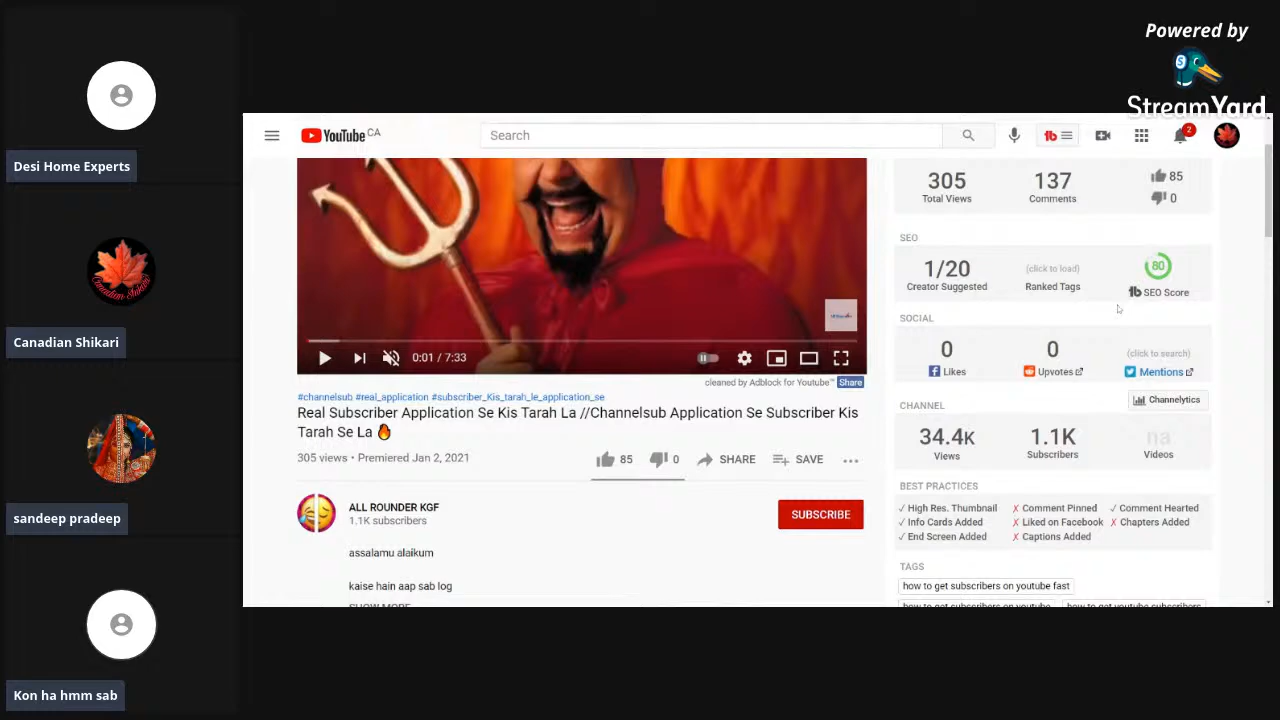 Powered by
StreamYard
Desi Home Experts
Canadian Shikari
sandeep pradeep
Kon ha hmm sab
YouTube CA
Search
tb
2
0:01 / 7:33
cleaned by Adblock for Youtube™ Share
#channelsub #real_application #subscriber_Kis_tarah_le_application_se
Real Subscriber Application Se Kis Tarah La //Channelsub Application Se Subscriber Kis
Tarah Se La 🔥
305 views • Premiered Jan 2, 2021
85 0 SHARE SAVE ...
ALL ROUNDER KGF
1.1K subscribers
SUBSCRIBE
assalamu alaikum
kaise hain aap sab log
SHOW MORE
305 137 85
Total Views Comments 0
SEO
1/20 (click to load) 80
Creator Suggested Ranked Tags tb SEO Score
SOCIAL
0 0 (click to search)
Likes Upvotes Mentions
CHANNEL Channelytics
34.4K 1.1K na
Views Subscribers Videos
BEST PRACTICES
✓ High Res. Thumbnail ✗ Comment Pinned ✓ Comment Hearted
✓ Info Cards Added ✗ Liked on Facebook ✗ Chapters Added
✓ End Screen Added ✗ Captions Added
TAGS
how to get subscribers on youtube fast
how to get subscribers on youtube how to get youtube subscribers